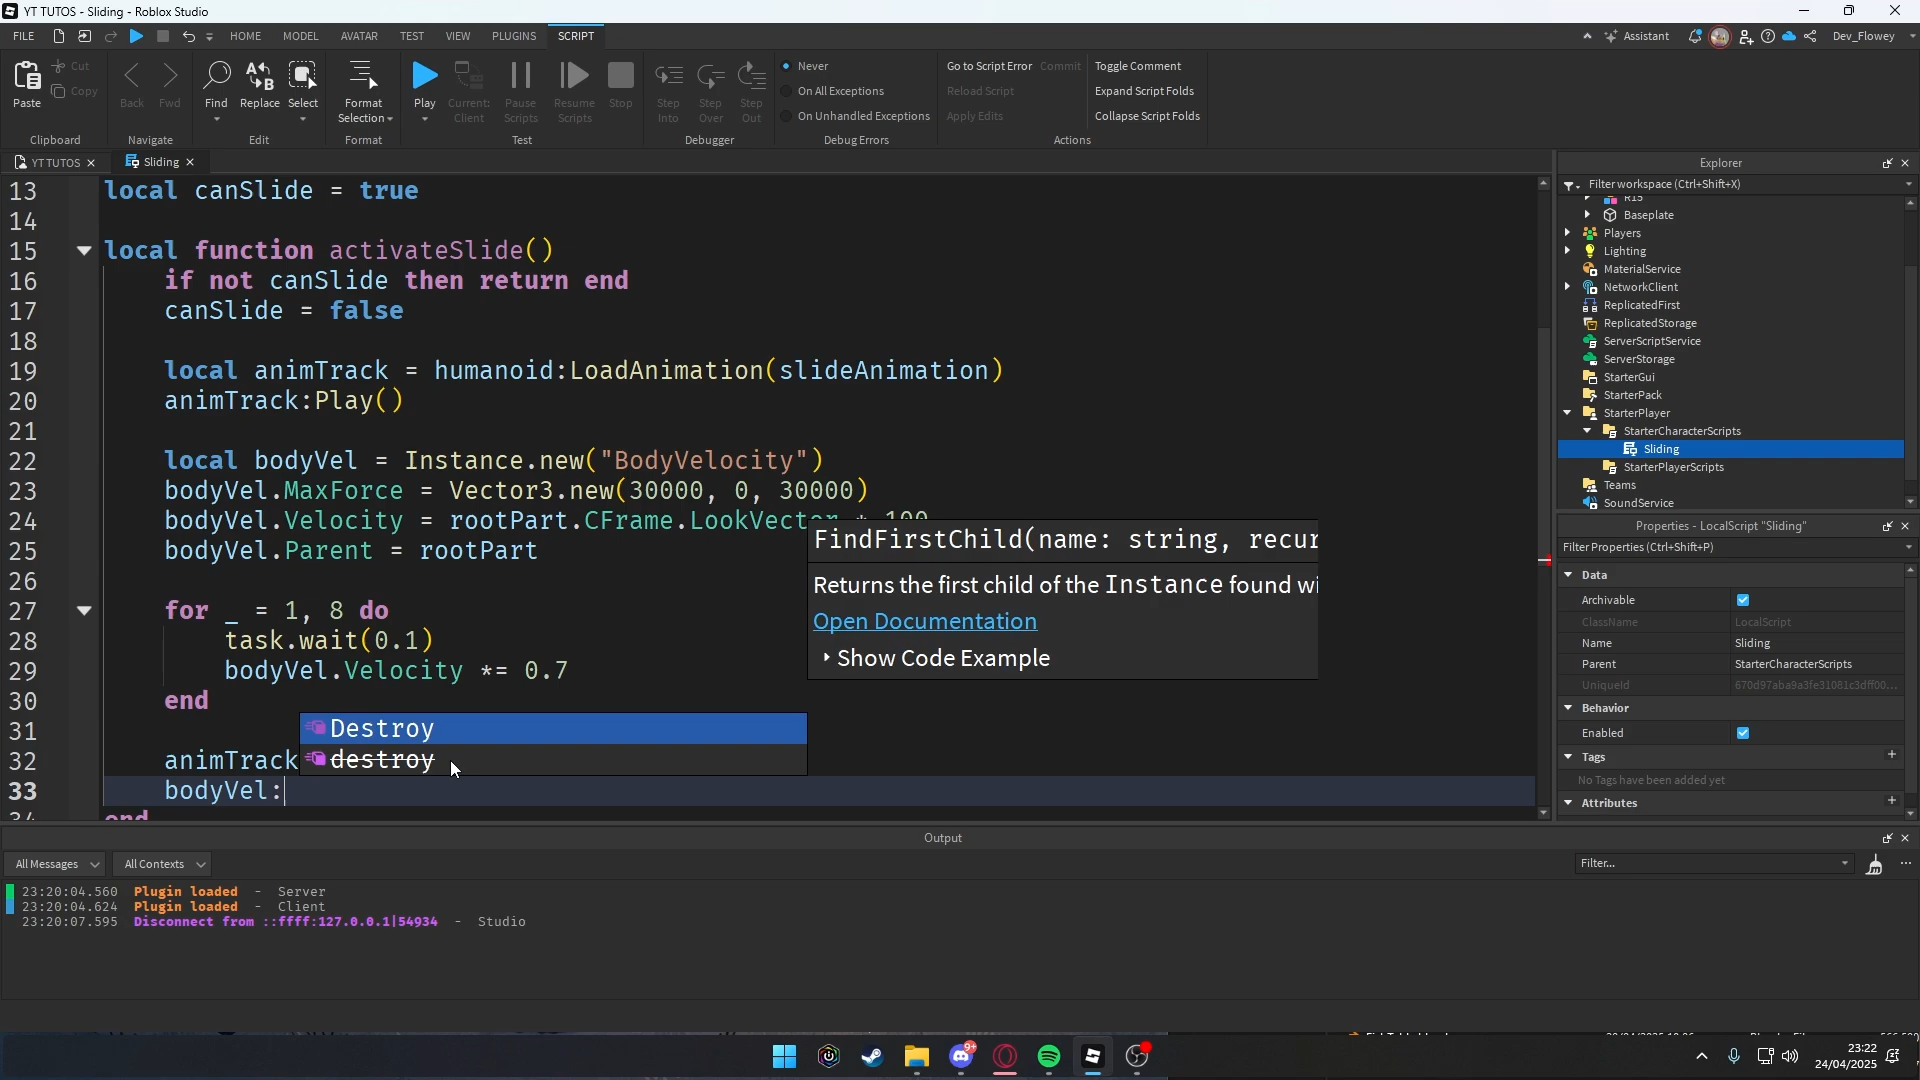 YT TUTOS - Sliding - Roblox Studio
FILE
HOME
MODEL
AVATAR
TEST
VIEW
PLUGINS
SCRIPT
Assistant
Dev_Flowey
Paste
Cut
Copy
Clipboard
Back
Fwd
Navigate
Find
Replace
Select
Edit
Format
Selection
Format
Play
Current:
Client
Pause
Scripts
Resume
Scripts
Stop
Test
Step
Into
Step
Over
Step
Out
Debugger
Never
On All Exceptions
On Unhandled Exceptions
Debug Errors
Go to Script Error
Commit
Reload Script
Apply Edits
Toggle Comment
Expand Script Folds
Collapse Script Folds
Actions
YT TUTOS
Sliding
13 local canSlide = true
14
15 local function activateSlide()
16 if not canSlide then return end
17 canSlide = false
18
19 local animTrack = humanoid:LoadAnimation(slideAnimation)
20 animTrack:Play()
21
22 local bodyVel = Instance.new("BodyVelocity")
23 bodyVel.MaxForce = Vector3.new(30000, 0, 30000)
24 bodyVel.Velocity = rootPart.CFrame.LookVector * 100
25 bodyVel.Parent = rootPart
26
27 for _ = 1, 8 do
28 task.wait(0.1)
29 bodyVel.Velocity *= 0.7
30 end
31
32 animTrack
33 bodyVel:
34 end
FindFirstChild(name: string, recur
Returns the first child of the Instance found wi
Open Documentation
Show Code Example
Destroy
destroy
Explorer
Filter workspace (Ctrl+Shift+X)
R15
Baseplate
Players
Lighting
MaterialService
NetworkClient
ReplicatedFirst
ReplicatedStorage
ServerScriptService
ServerStorage
StarterGui
StarterPack
StarterPlayer
StarterCharacterScripts
Sliding
StarterPlayerScripts
Teams
SoundService
Properties - LocalScript "Sliding"
Filter Properties (Ctrl+Shift+P)
Data
Archivable
ClassName LocalScript
Name Sliding
Parent StarterCharacterScripts
UniqueId 670d97aba9a3fe31081c3dff00...
Behavior
Enabled
Tags
No Tags have been added yet
Attributes
Output
All Messages
All Contexts
Filter...
23:20:04.560 Plugin loaded - Server
23:20:04.624 Plugin loaded - Client
23:20:07.595 Disconnect from ::ffff:127.0.0.1|54934 - Studio
9+
23:22
24/04/2025